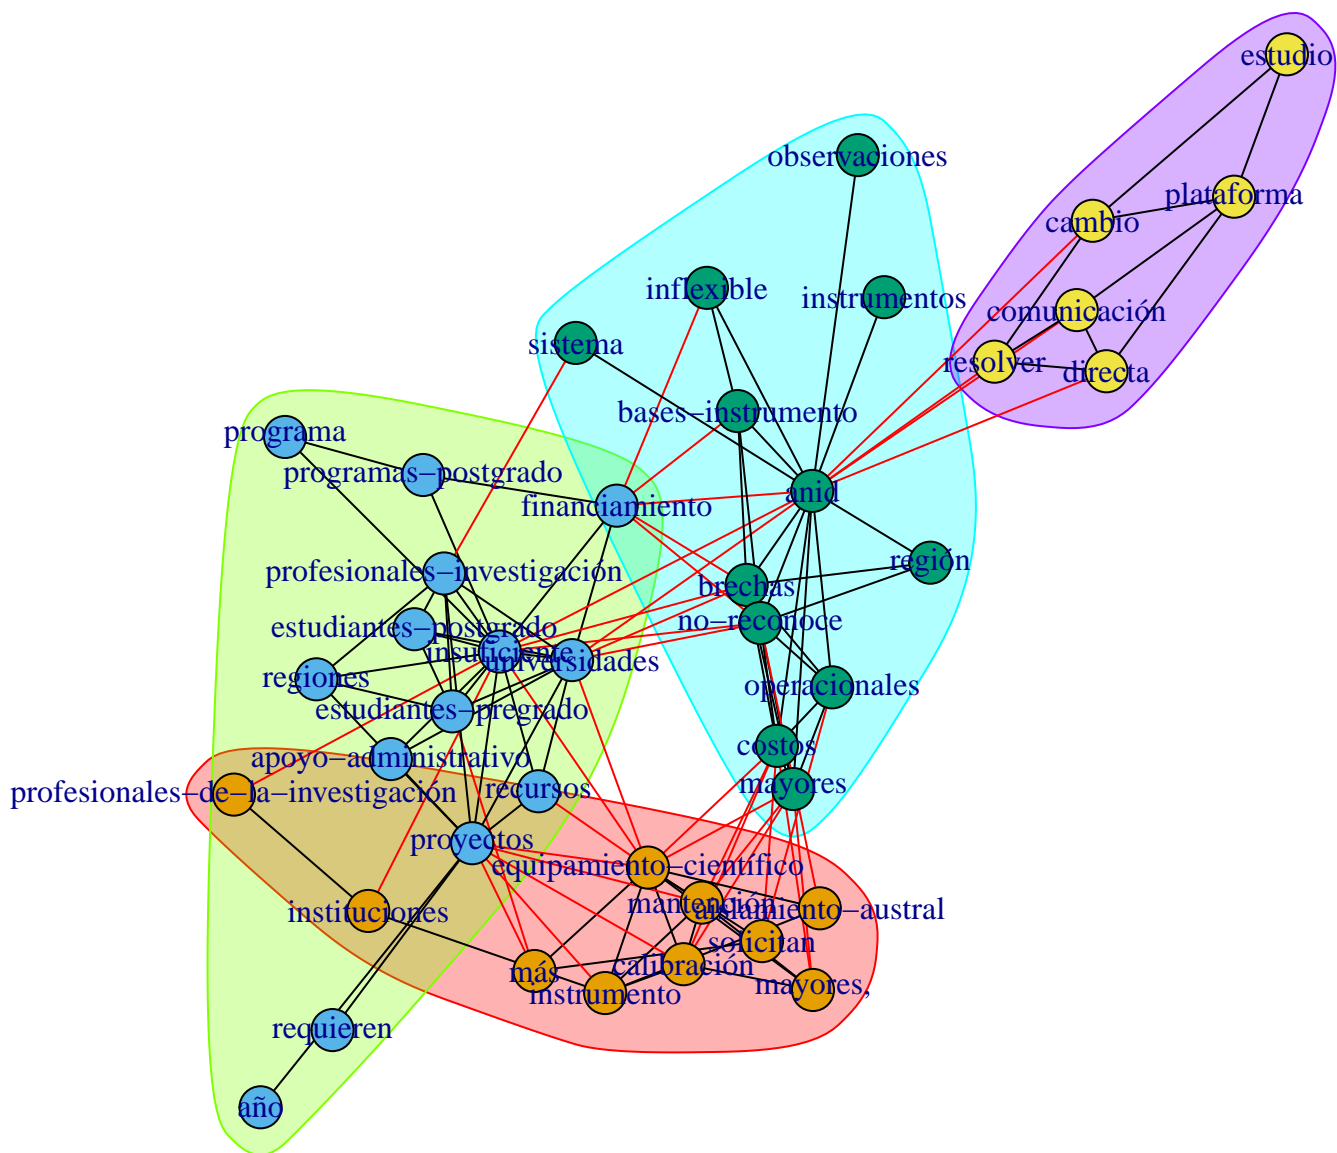 estudio
observaciones
plataforma
cambio
inflexible
instrumentos
comunicación
sistema
resolver
directa
bases−instrumento
programa
programas−postgrado
anid
financiamiento
región
profesionales−investigación
brechas
no−reconoce
estudiantes−postgrado
insuficiente
universidades
regiones
operacionales
estudiantes−pregrado
costos
apoyo−administrativo
mayores
recursos
profesionales−de−la−investigación
proyectos
equipamiento−científico
mantención
aislamiento−austral
instituciones
solicitan
calibración
más
mayores,
instrumento
requieren
año